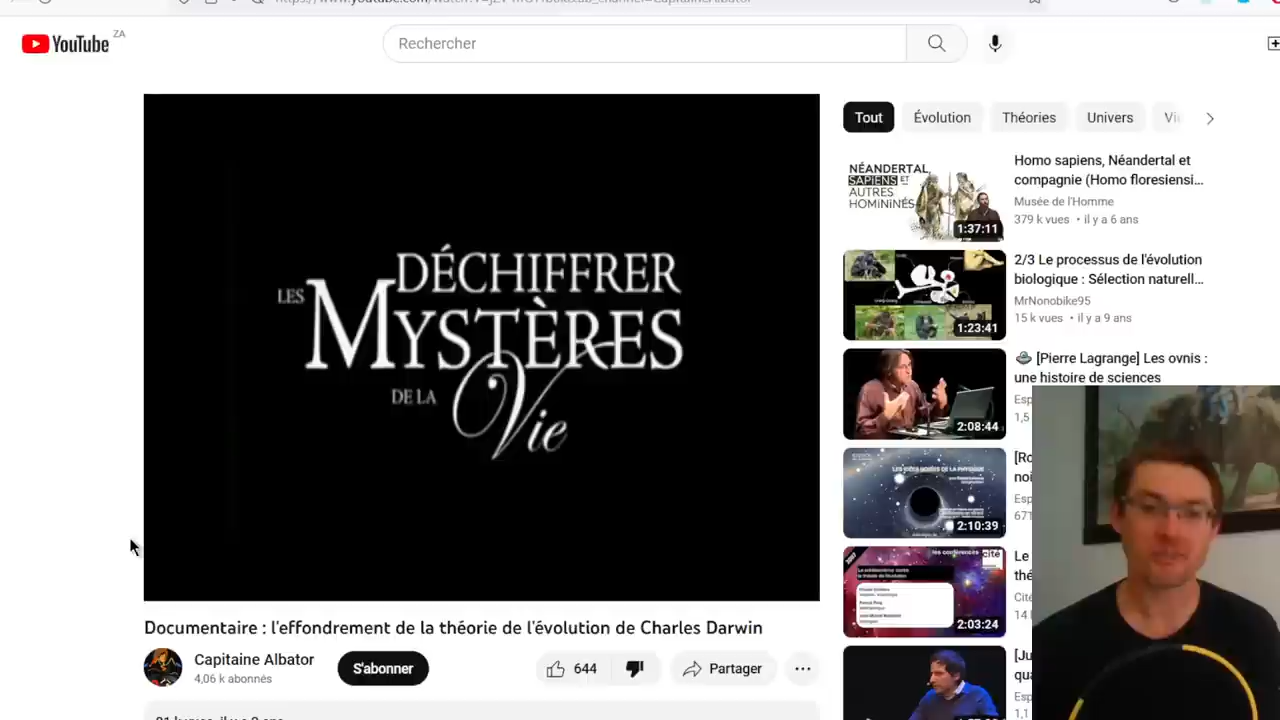 YouTube ZA
Rechercher
LES DÉCHIFFRER
MYSTÈRES
DE LA Vie
Documentaire : l'effondrement de la théorie de l'évolution de Charles Darwin
Capitaine Albator
4,06 k abonnés
S'abonner
644
Partager
Tout
Évolution
Théories
Univers
NÉANDERTAL,
SAPIENS ET
AUTRES
HOMININÉS
1:37:11
Homo sapiens, Néandertal et
compagnie (Homo floresiensi...
Musée de l'Homme
379 k vues • il y a 6 ans
1:23:41
2/3 Le processus de l'évolution
biologique : Sélection naturell...
MrNonobike95
15 k vues • il y a 9 ans
2:08:44
🛸 [Pierre Lagrange] Les ovnis :
une histoire de sciences
2:10:39
les conférences
cité
2:03:24